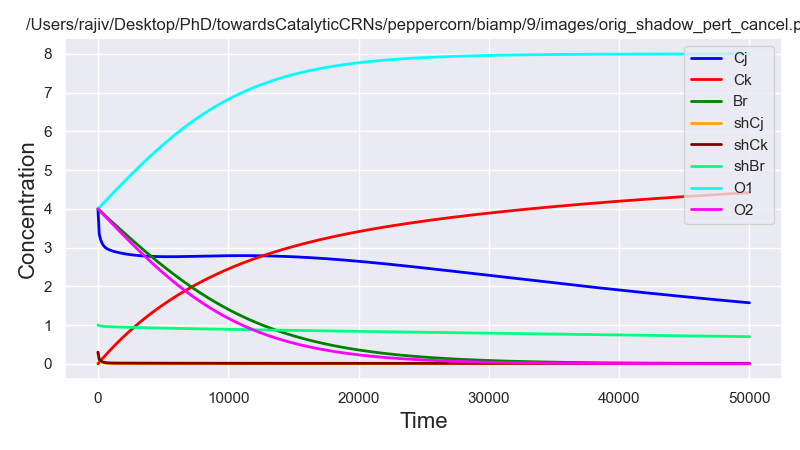 /Users/rajiv/Desktop/PhD/towardsCatalyticCRNs/peppercorn/biamp/9/images/orig_shadow_pert_cancel.p
8
7
6
5
4
3
2
1
0
Concentration
0 10000 20000 30000 40000 50000
Time
Cj
Ck
Br
shCj
shCk
shBr
O1
O2